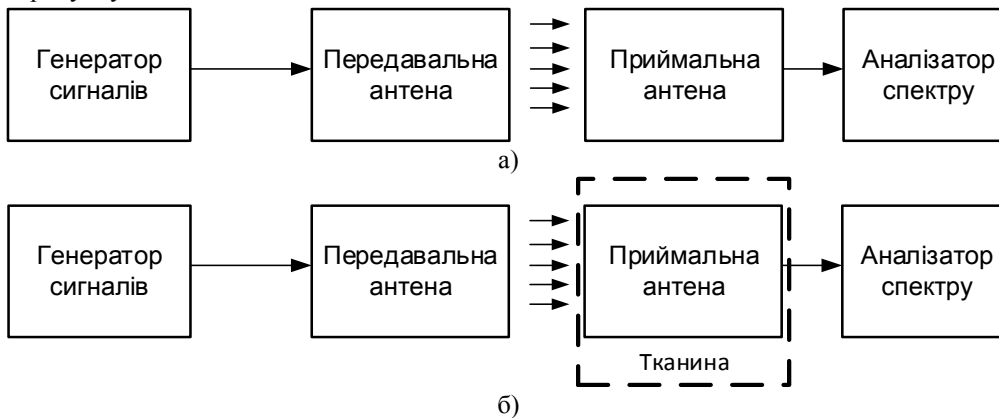 Генератор
сигналів
Передавальна
антена
Приймальна
антена
Аналізатор
спектру
а)
Генератор
сигналів
Передавальна
антена
Приймальна
антена
Аналізатор
спектру
Тканина
б)